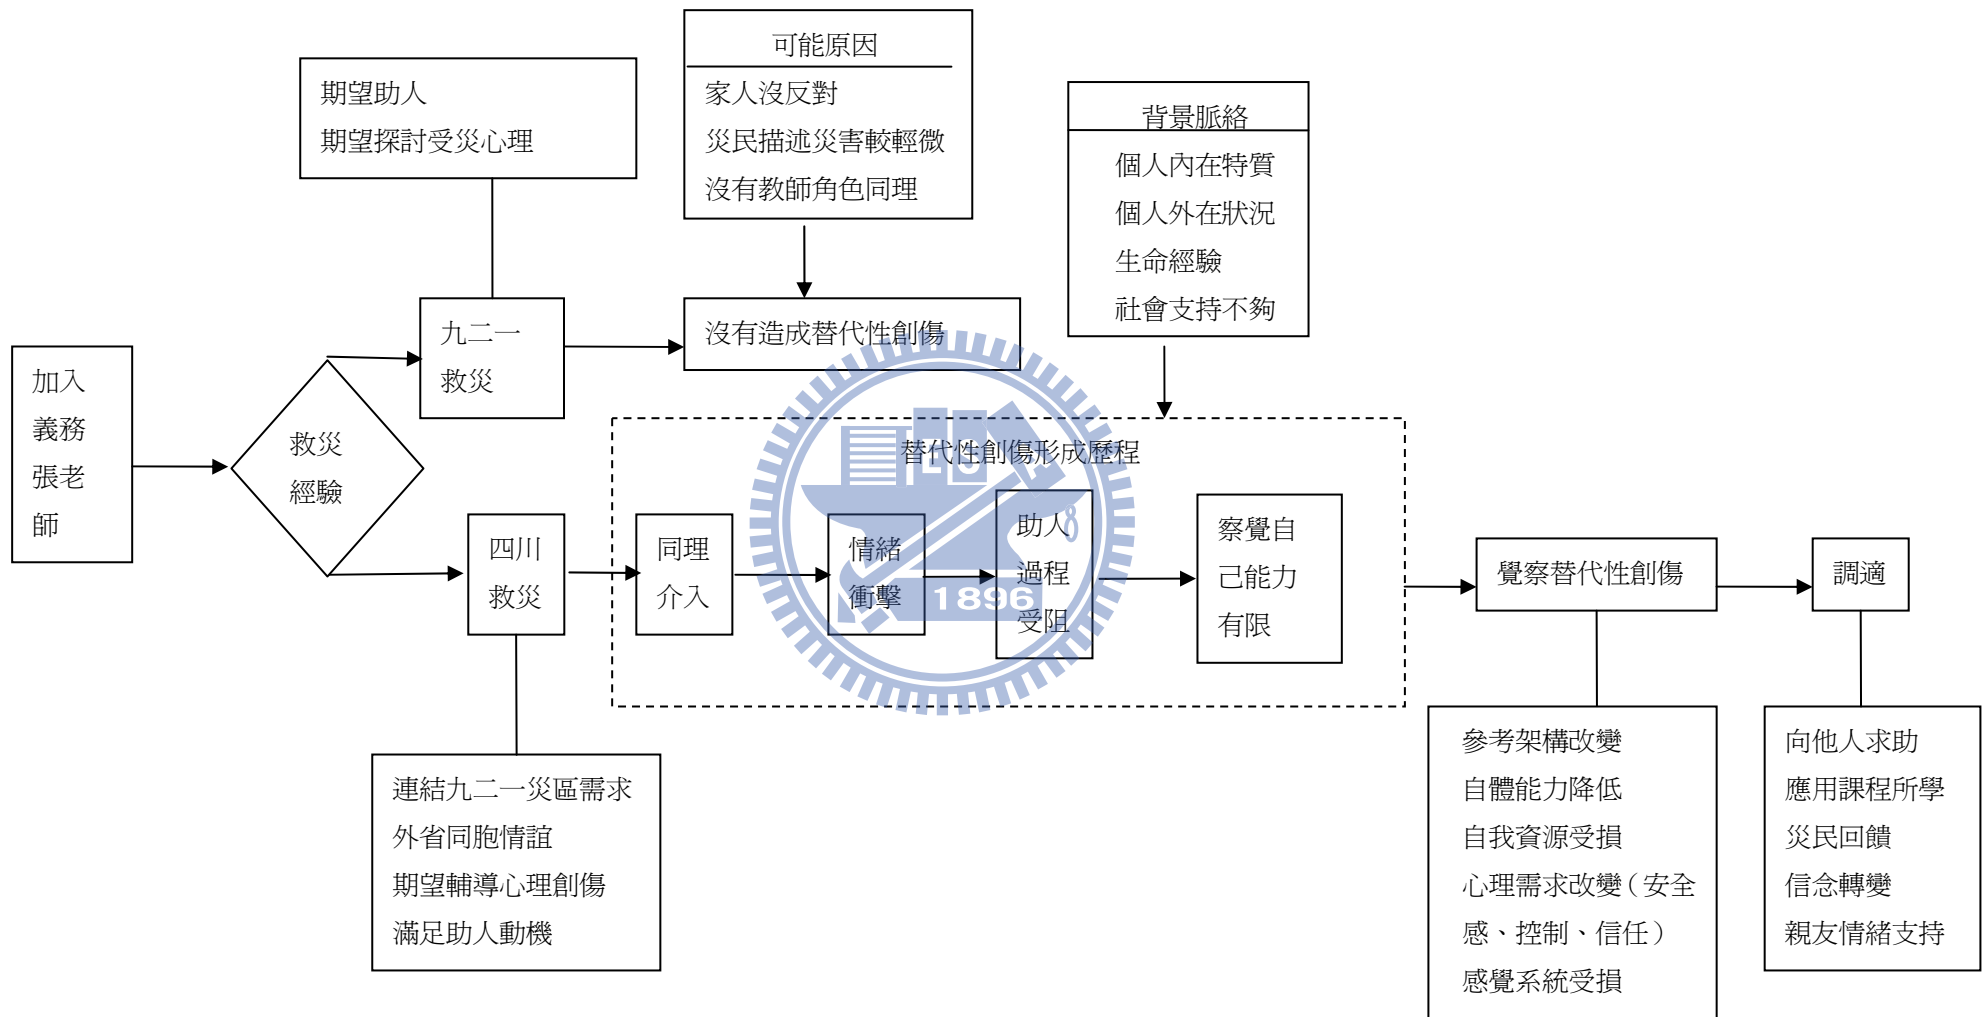 可能原因
家人沒反對
災民描述災害較輕微
沒有教師角色同理
期望助人
期望探討受災心理
背景脈絡
個人內在特質
個人外在狀況
生命經驗
社會支持不夠
加入
義務
張老
師
救災
經驗
九二一
救災
沒有造成替代性創傷
替代性創傷形成歷程
四川
救災
同理
介入
情緒
衝擊
助人
過程
受阻
察覺自
己能力
有限
覺察替代性創傷
調適
連結九二一災區需求
外省同胞情誼
期望輔導心理創傷
滿足助人動機
參考架構改變
自體能力降低
自我資源受損
心理需求改變（安全
感、控制、信任）
感覺系統受損
向他人求助
應用課程所學
災民回饋
信念轉變
親友情緒支持
ES
1896